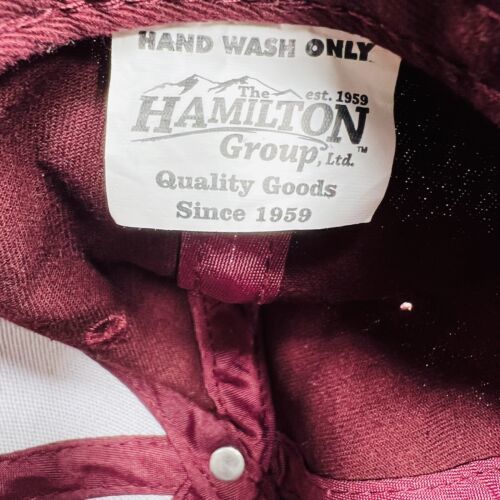 HAND WASH ONLY
The est. 1959
HAMILTON
Group, Ltd.™
Quality Goods
Since 1959